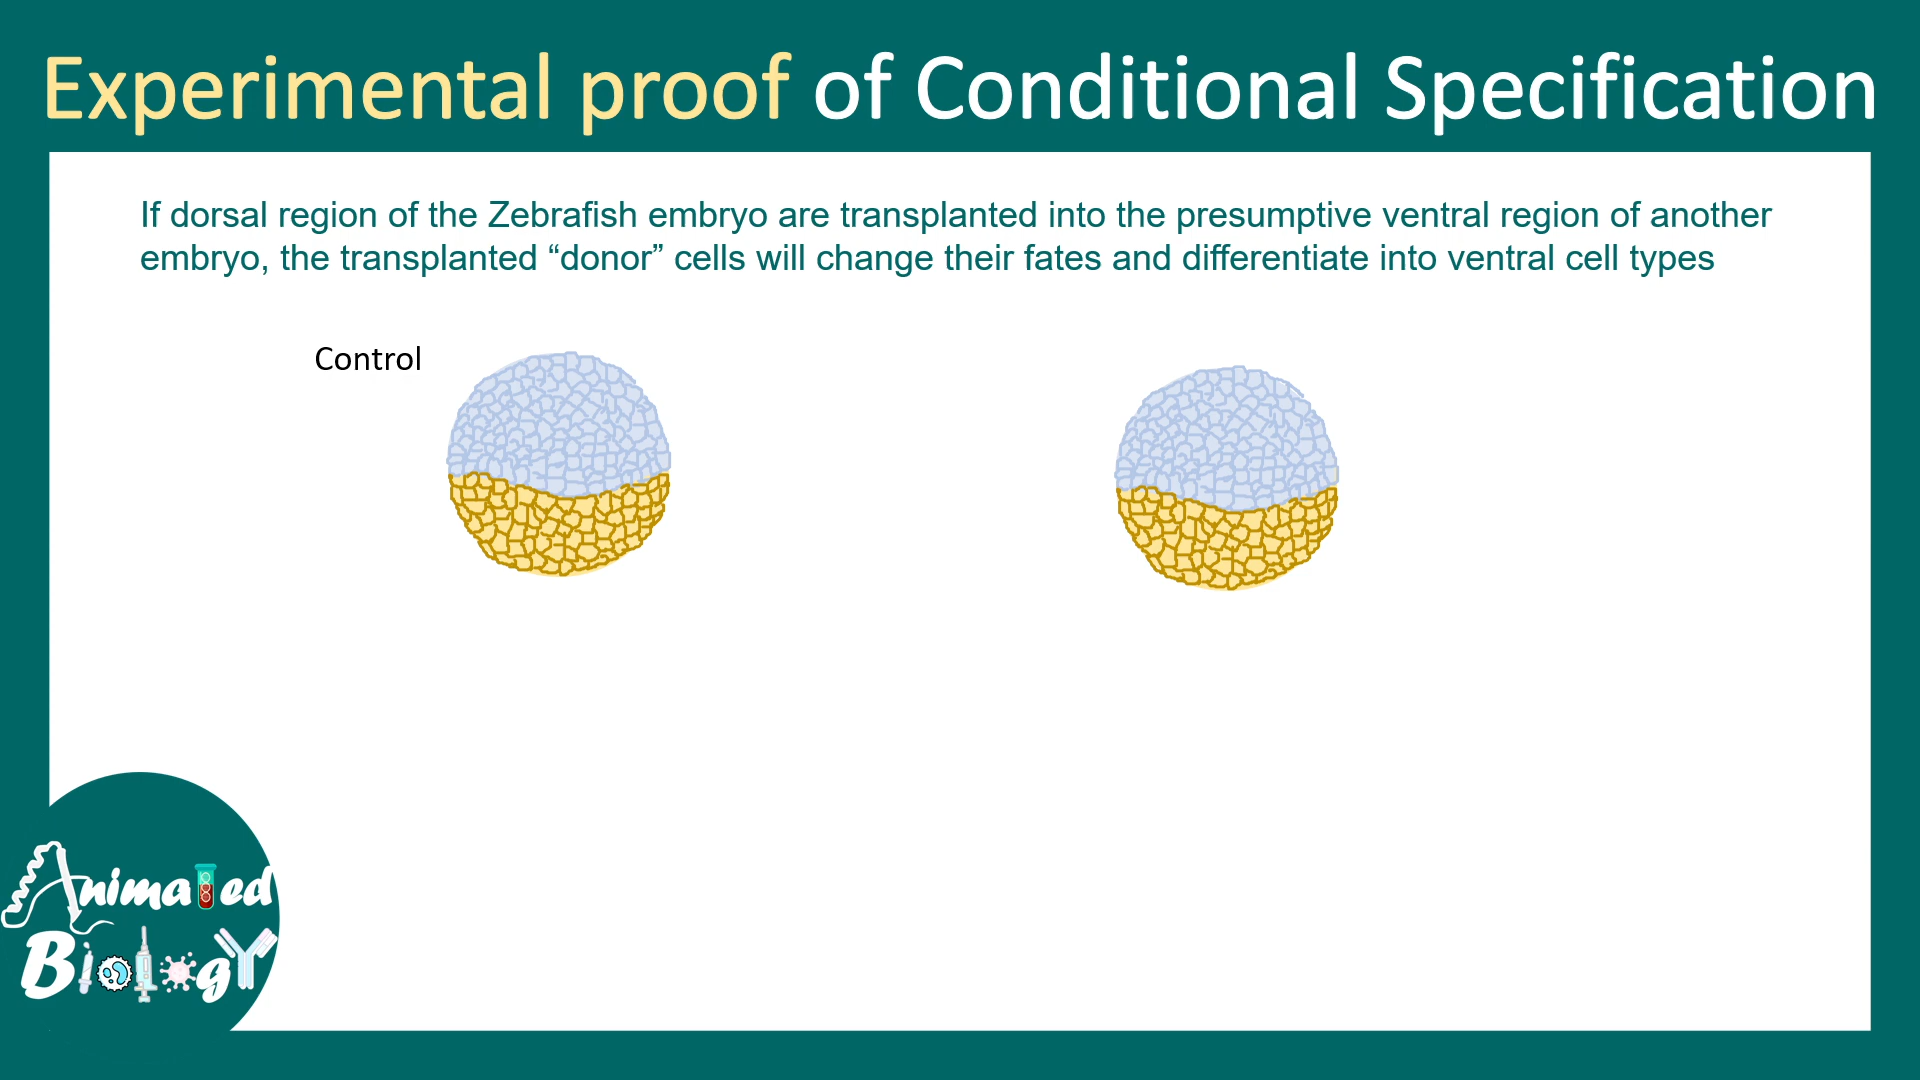 Experimental proof of Conditional Specification
If dorsal region of the Zebrafish embryo are transplanted into the presumptive ventral region of another
embryo, the transplanted “donor” cells will change their fates and differentiate into ventral cell types
Control
Animated
Biology